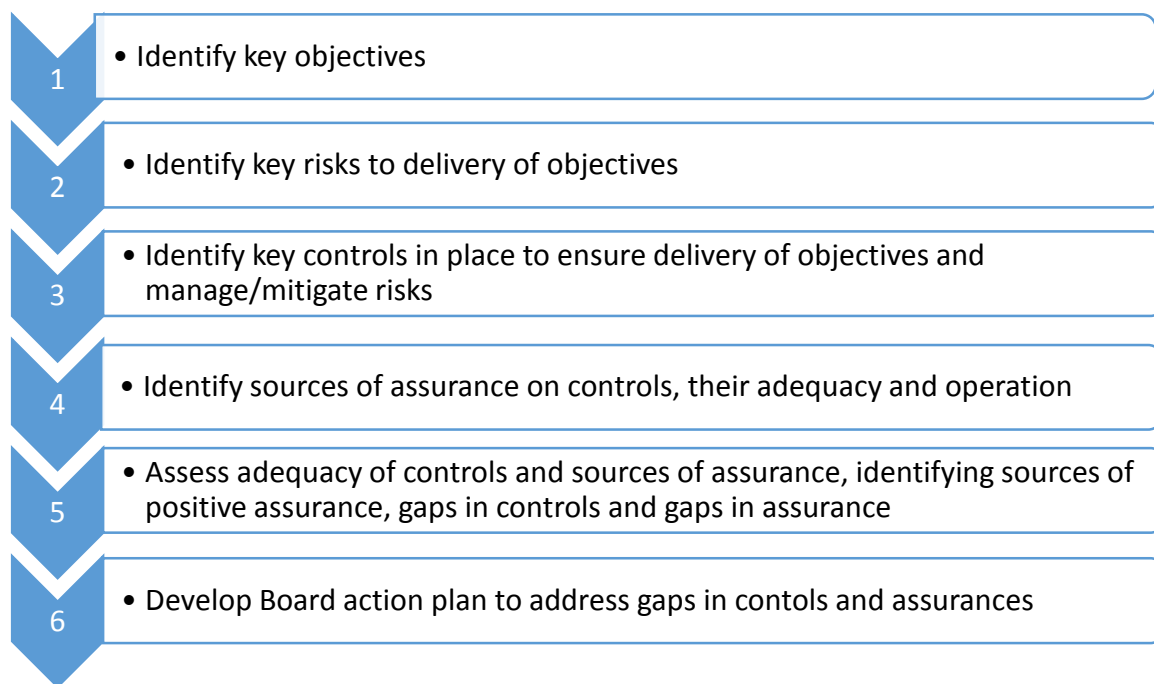 1
• Identify key objectives
2
• Identify key risks to delivery of objectives
3
• Identify key controls in place to ensure delivery of objectives and
manage/mitigate risks
4
• Identify sources of assurance on controls, their adequacy and operation
5
• Assess adequacy of controls and sources of assurance, identifying sources of
positive assurance, gaps in controls and gaps in assurance
6
• Develop Board action plan to address gaps in contols and assurances